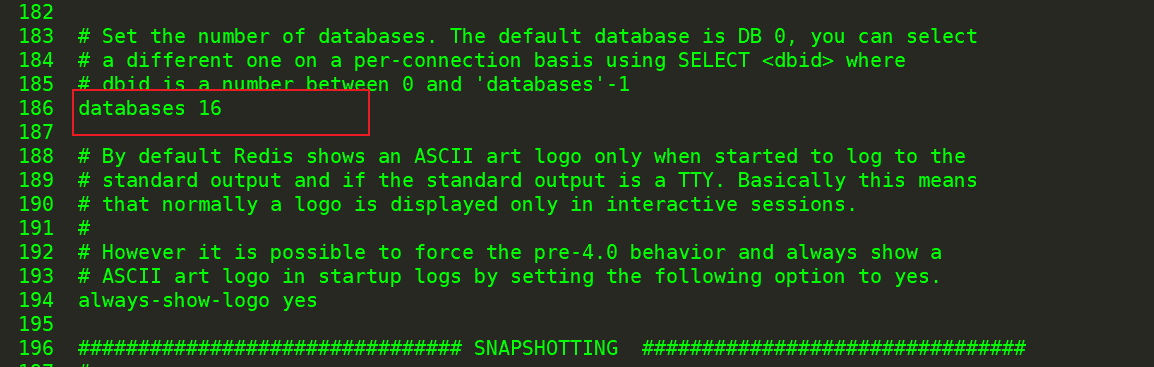 182
183 # Set the number of databases. The default database is DB 0, you can select
184 # a different one on a per-connection basis using SELECT <dbid> where
185 # dbid is a number between 0 and 'databases'-1
186 databases 16
187
188 # By default Redis shows an ASCII art logo only when started to log to the
189 # standard output and if the standard output is a TTY. Basically this means
190 # that normally a logo is displayed only in interactive sessions.
191 #
192 # However it is possible to force the pre-4.0 behavior and always show a
193 # ASCII art logo in startup logs by setting the following option to yes.
194 always-show-logo yes
195
196 ################################ SNAPSHOTTING  ################################
197 #